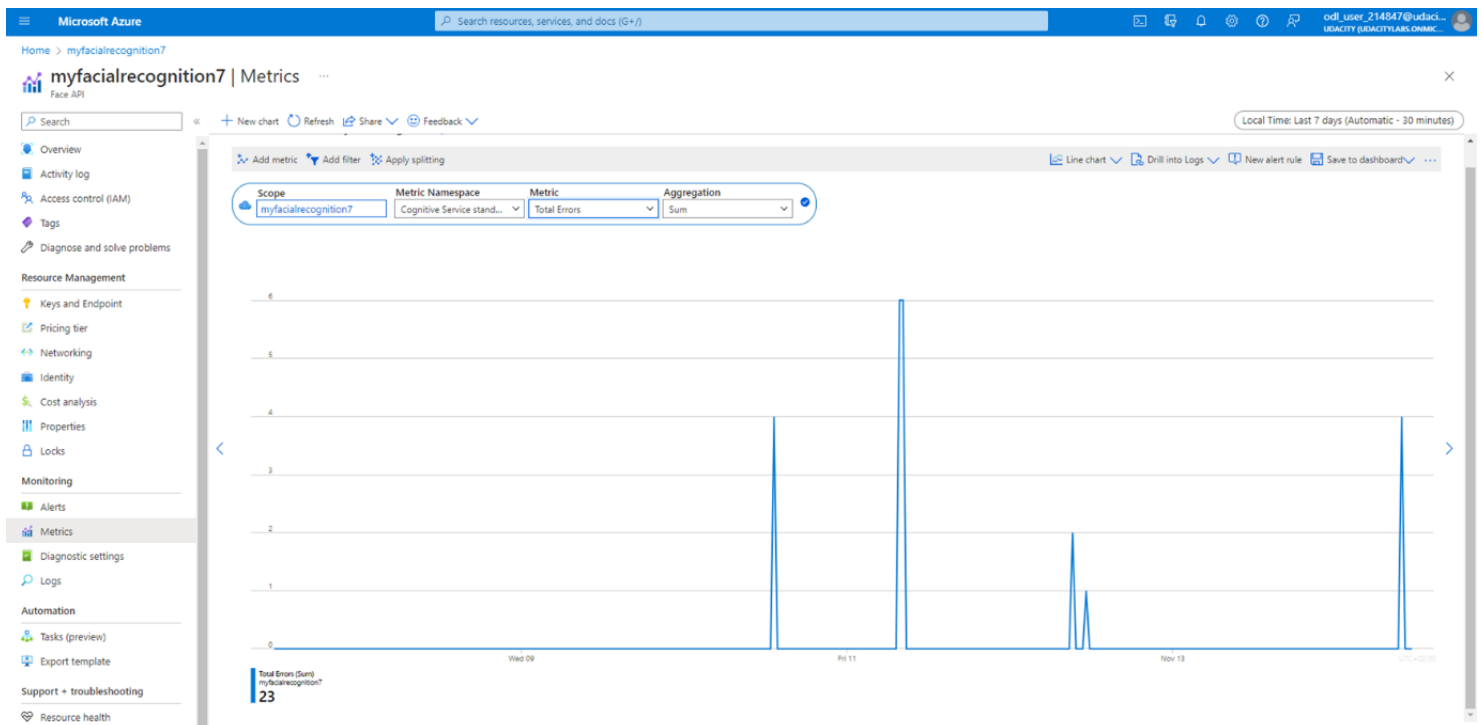 Microsoft Azure
Search resources, services, and docs (G+/)
odl_user_214847@udaci...
UDACITY (UDACITYLABS.ONMIC...
Home > myfacialrecognition7
myfacialrecognition7 | Metrics ...
Face API
Search
«
New chart Refresh Share Feedback
Local Time: Last 7 days (Automatic - 30 minutes)
Overview
Activity log
Access control (IAM)
Tags
Diagnose and solve problems
Resource Management
Keys and Endpoint
Pricing tier
Networking
Identity
Cost analysis
Properties
Locks
Monitoring
Alerts
Metrics
Diagnostic settings
Logs
Automation
Tasks (preview)
Export template
Support + troubleshooting
Resource health
Add metric Add filter Apply splitting
Line chart Drill into Logs New alert rule Save to dashboard ...
Scope Metric Namespace Metric Aggregation
myfacialrecognition7 Cognitive Service stand... Total Errors Sum
6
5
4
3
2
1
0
Wed 09 Fri 11 Nov 13 UTC+02:00
Total Errors (Sum)
myfacialrecognition7
23